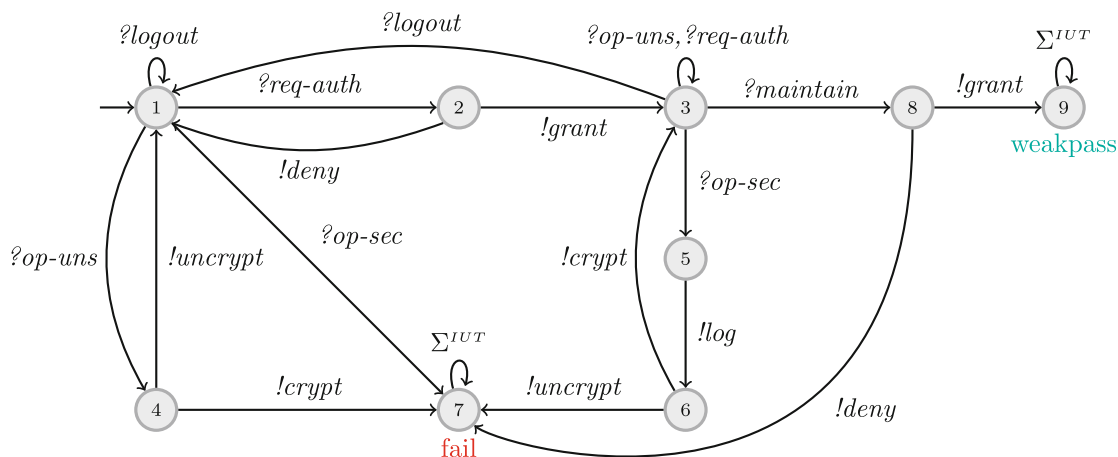 ?logout
?logout
?op-uns,?req-auth
Σ^IUT
?req-auth
?maintain
!grant
1
2
3
8
9
!grant
weakpass
!deny
?op-sec
?op-sec
?op-uns
!uncrypt
!crypt
5
Σ^IUT
!log
!crypt
!uncrypt
4
7
6
!deny
fail